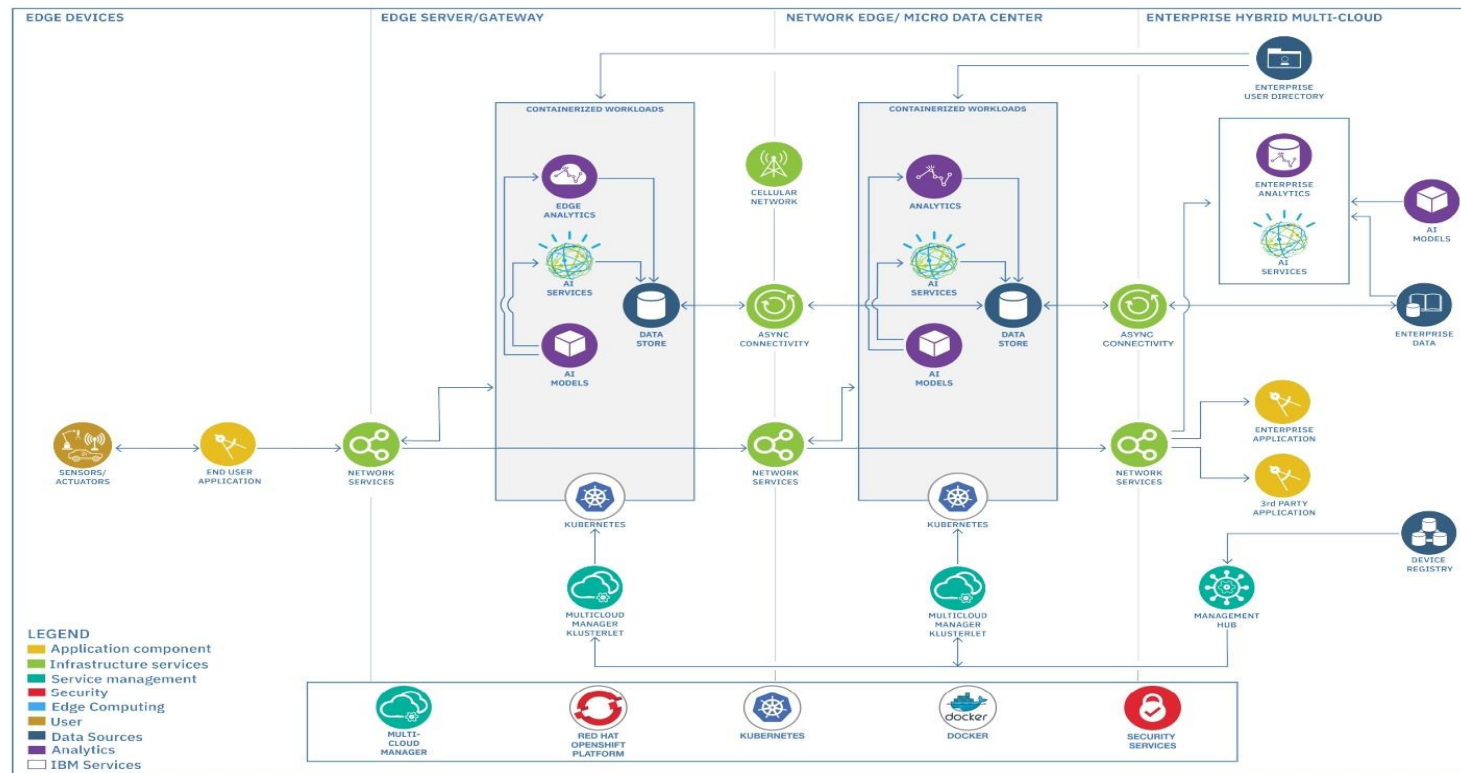 EDGE DEVICES
EDGE SERVER/GATEWAY
NETWORK EDGE/ MICRO DATA CENTER
ENTERPRISE HYBRID MULTI-CLOUD
ENTERPRISE
USER DIRECTORY
CONTAINERIZED WORKLOADS
CONTAINERIZED WORKLOADS
EDGE
ANALYTICS
CELLULAR
NETWORK
ANALYTICS
ENTERPRISE
ANALYTICS
AI
MODELS
AI
SERVICES
AI
SERVICES
AI
SERVICES
DATA
STORE
ASYNC
CONNECTIVITY
DATA
STORE
ASYNC
CONNECTIVITY
ENTERPRISE
DATA
AI
MODELS
AI
MODELS
ENTERPRISE
APPLICATION
SENSORS/
ACTUATORS
END USER
APPLICATION
NETWORK
SERVICES
NETWORK
SERVICES
NETWORK
SERVICES
3rd PARTY
APPLICATION
KUBERNETES
KUBERNETES
DEVICE
REGISTRY
MULTICLOUD
MANAGER
KLUSTERLET
MULTICLOUD
MANAGER
KLUSTERLET
MANAGEMENT
HUB
LEGEND
Application component
Infrastructure services
Service management
Security
Edge Computing
User
Data Sources
Analytics
IBM Services
MULTI-
CLOUD
MANAGER
RED HAT
OPENSHIFT
PLATFORM
KUBERNETES
docker
DOCKER
SECURITY
SERVICES